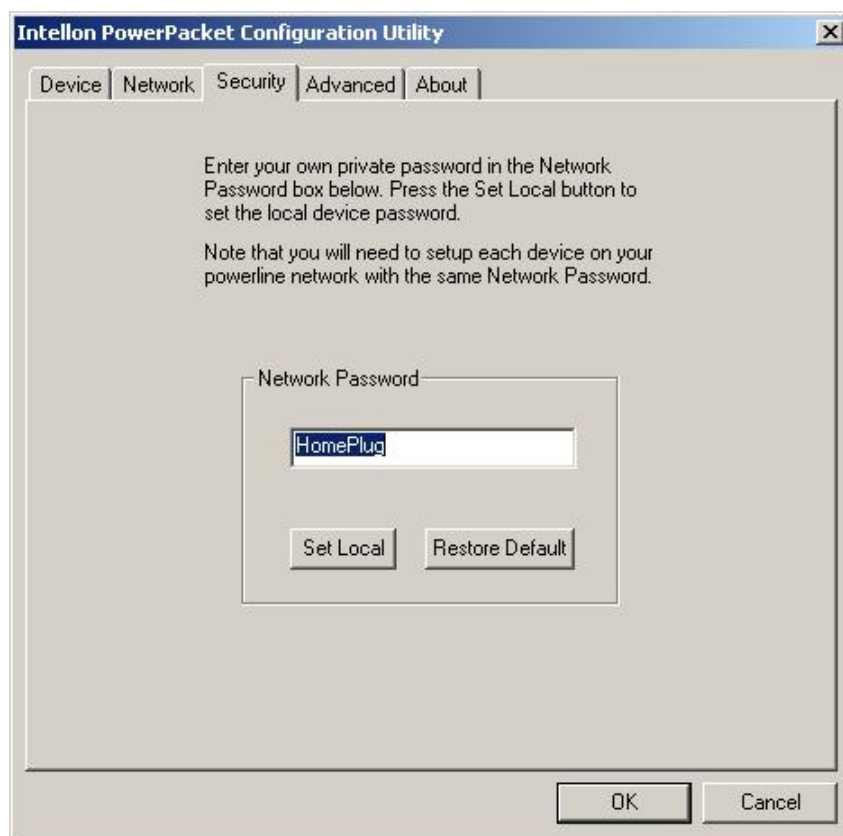 Intellon PowerPacket Configuration Utility
Device Network Security Advanced About
Enter your own private password in the Network
Password box below. Press the Set Local button to
set the local device password.
Note that you will need to setup each device on your
powerline network with the same Network Password.
Network Password
HomePlug
Set Local Restore Default
OK Cancel